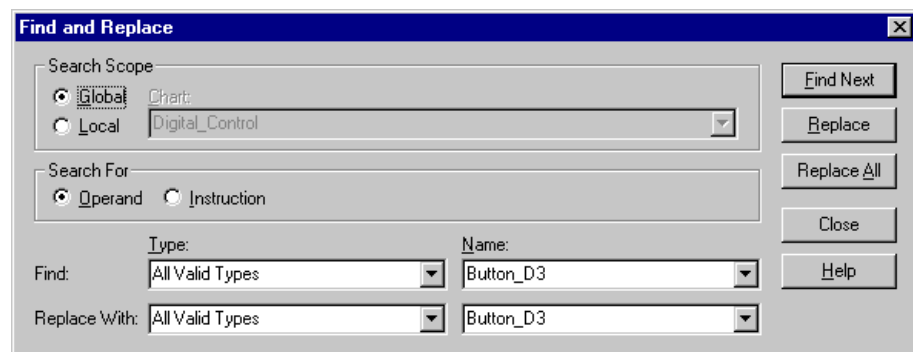 Find and Replace
Search Scope
Global Chart:
Local Digital_Control
Find Next
Replace
Replace All
Search For
Operand Instruction
Close
Help
Type: Name:
Find: All Valid Types Button_D3
Replace With: All Valid Types Button_D3